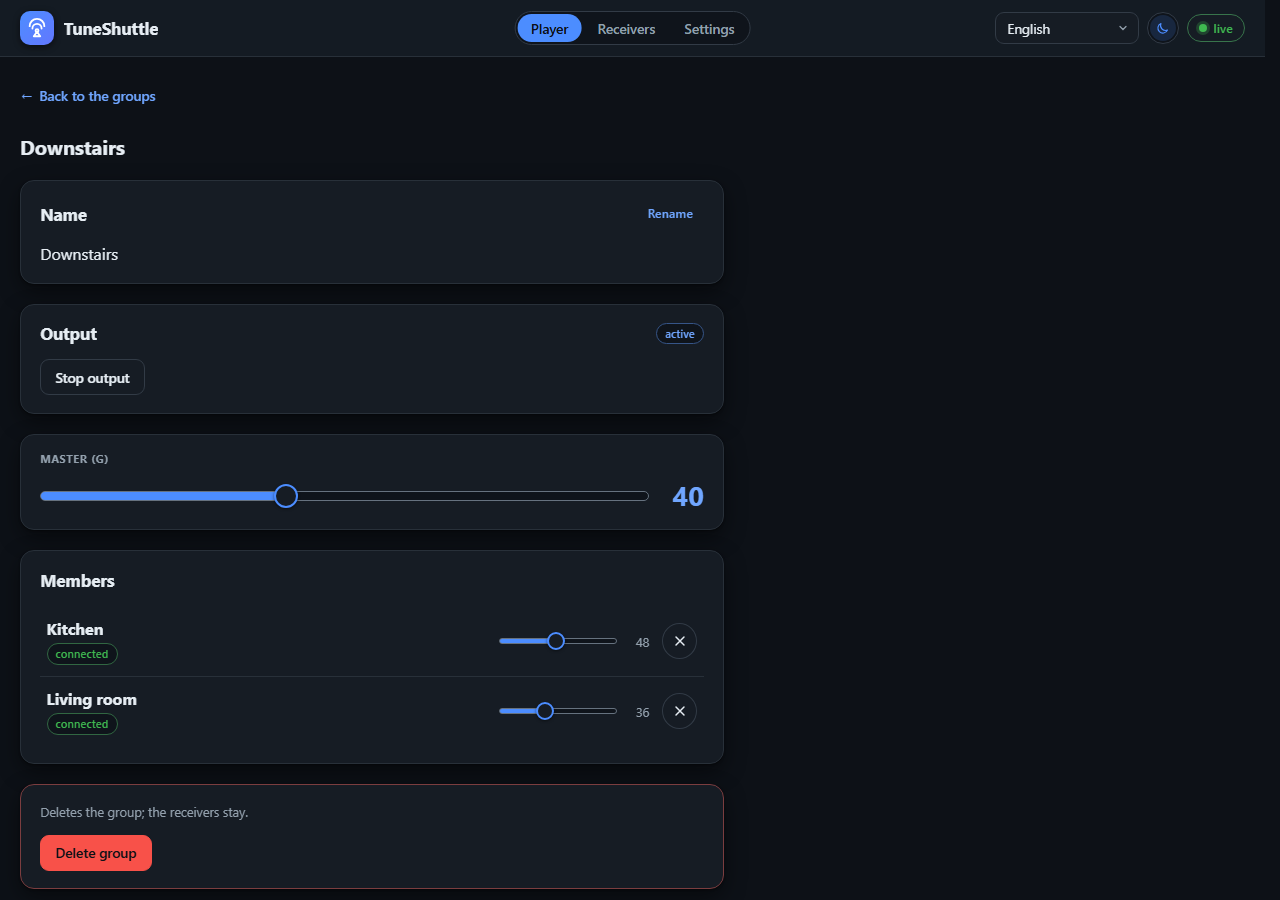 TuneShuttle
Player
Receivers
Settings
English
live
← Back to the groups
Downstairs
Name
Rename
Downstairs
Output
active
Stop output
MASTER (G)
40
Members
Kitchen
connected
48
Living room
connected
36
Deletes the group; the receivers stay.
Delete group